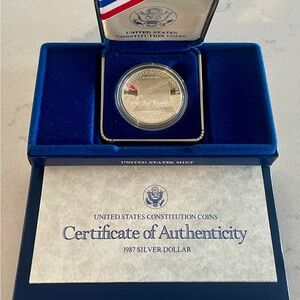 UNITED STATES
CONSTITUTION COINS
We the People
UNITED STATES MINT
UNITED STATES CONSTITUTION COINS
Certificate of Authenticity
1987 SILVER DOLLAR